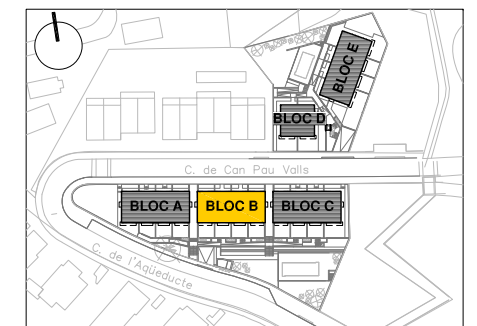 BLOC E
BLOC D
C. de Can Pau Valls
BLOC A
BLOC B
BLOC C
C. de l'Aqüeducte